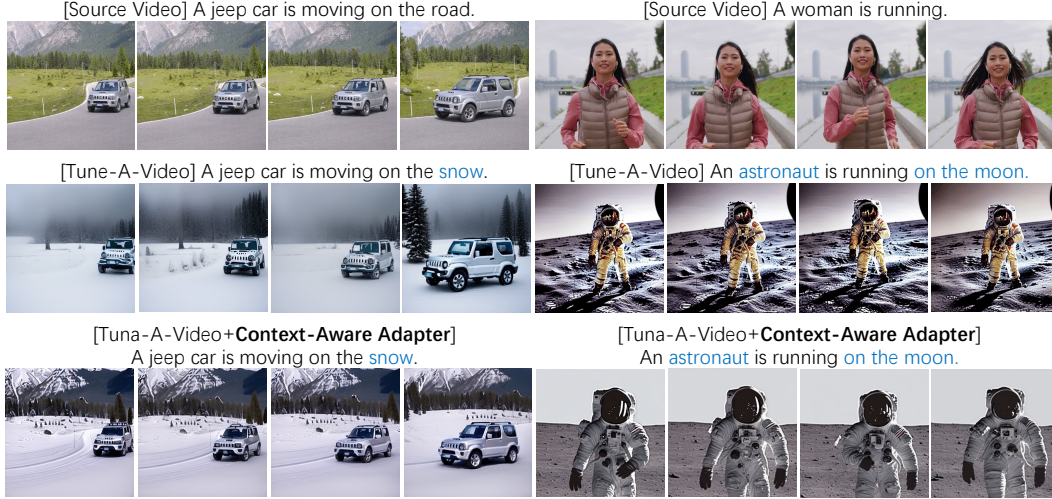 [Source Video] A jeep car is moving on the road.
[Source Video] A woman is running.
[Tune-A-Video] A jeep car is moving on the snow.
[Tune-A-Video] An astronaut is running on the moon.
[Tuna-A-Video+Context-Aware Adapter]
A jeep car is moving on the snow.
[Tuna-A-Video+Context-Aware Adapter]
An astronaut is running on the moon.